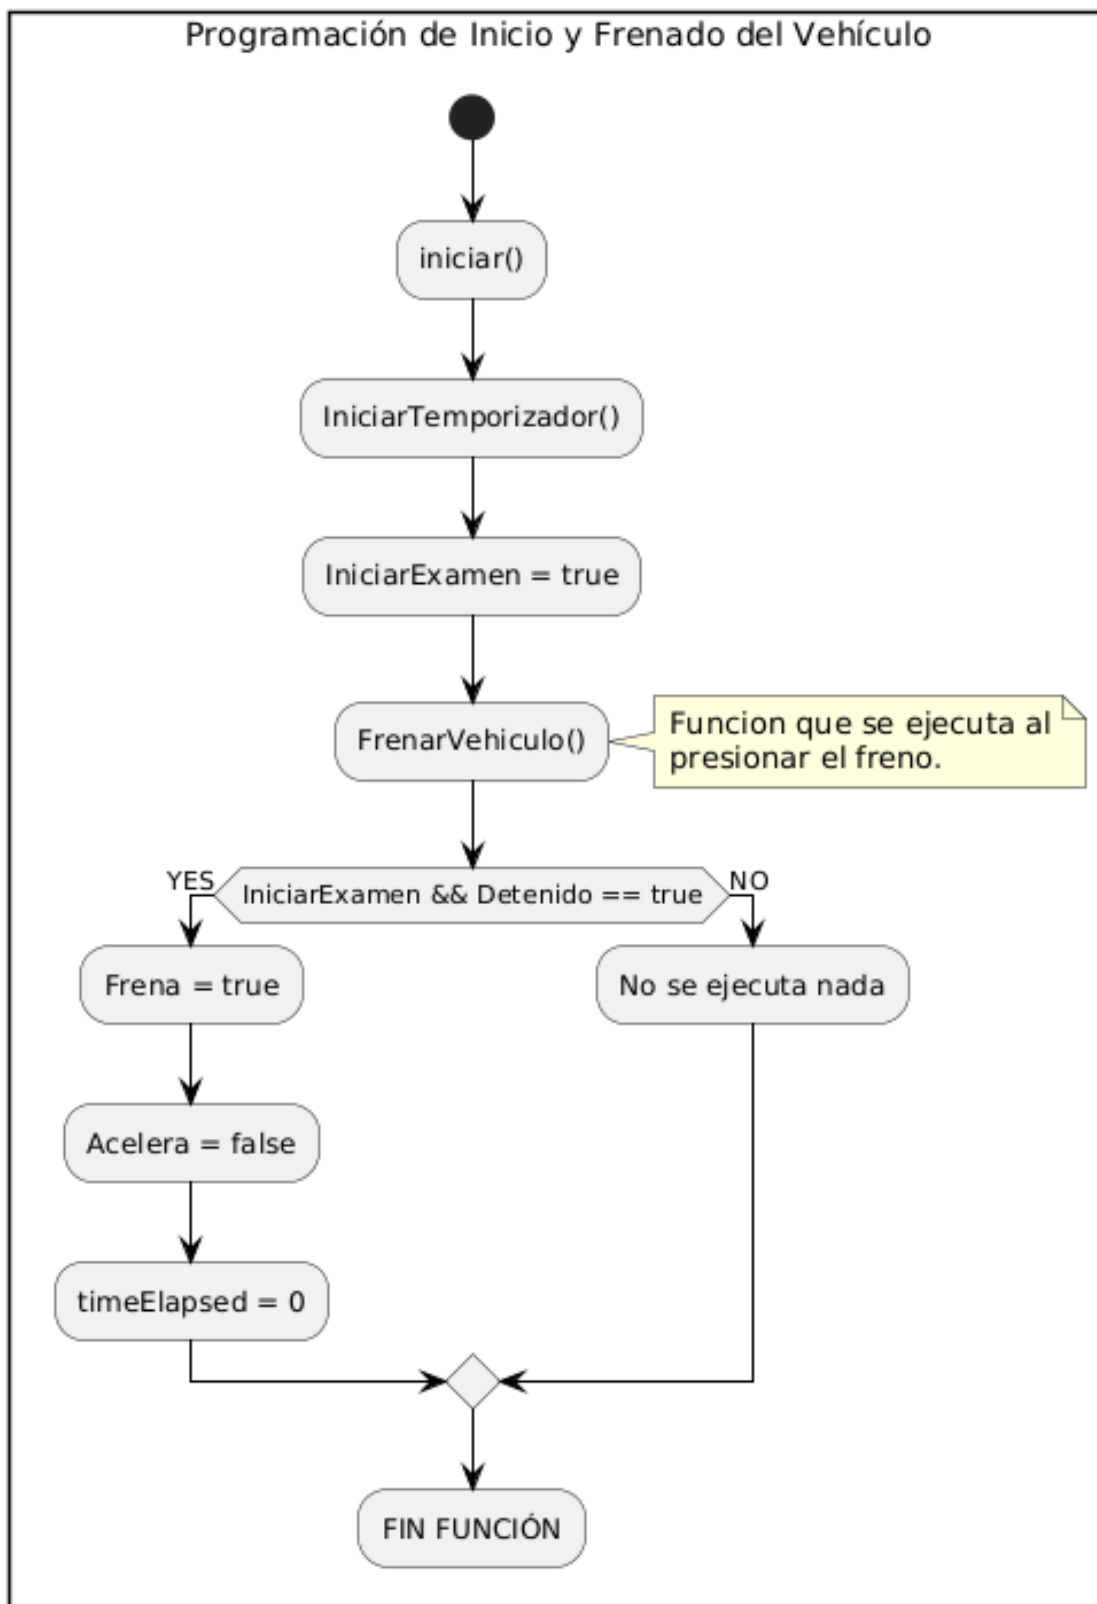 Programación de Inicio y Frenado del Vehículo
iniciar()
IniciarTemporizador()
IniciarExamen = true
FrenarVehiculo()
Funcion que se ejecuta al
presionar el freno.
YES
IniciarExamen && Detenido == true
NO
Frena = true
No se ejecuta nada
Acelera = false
timeElapsed = 0
FIN FUNCIÓN